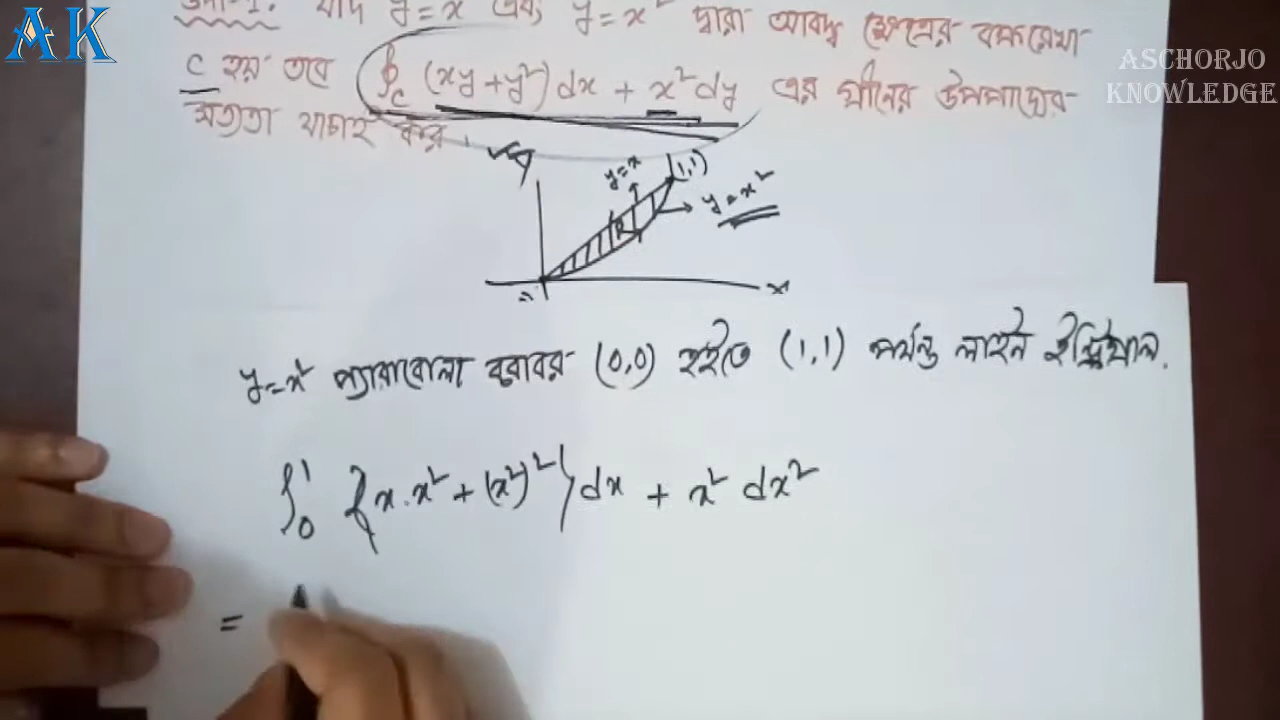 AK
উদা-1. যদি y = x এবং y = x² দ্বারা আবদ্ধ ক্ষেত্রের বক্ররেখা
ASCHORJO
KNOWLEDGE
C হয় তবে ∮c (xy + y²) dx + x² dy এর গ্রীনের উপপাদ্যের
সত্যতা যাচাই কর।
y = x
(1,1)
y = x²
R
x
y = x² প্যারাবোলা বরাবর (0,0) হইতে (1,1) পর্যন্ত লাইন ইন্টিগ্রাল.
∫₀¹ {x.x² + (x²)²} dx + x² dx²
=